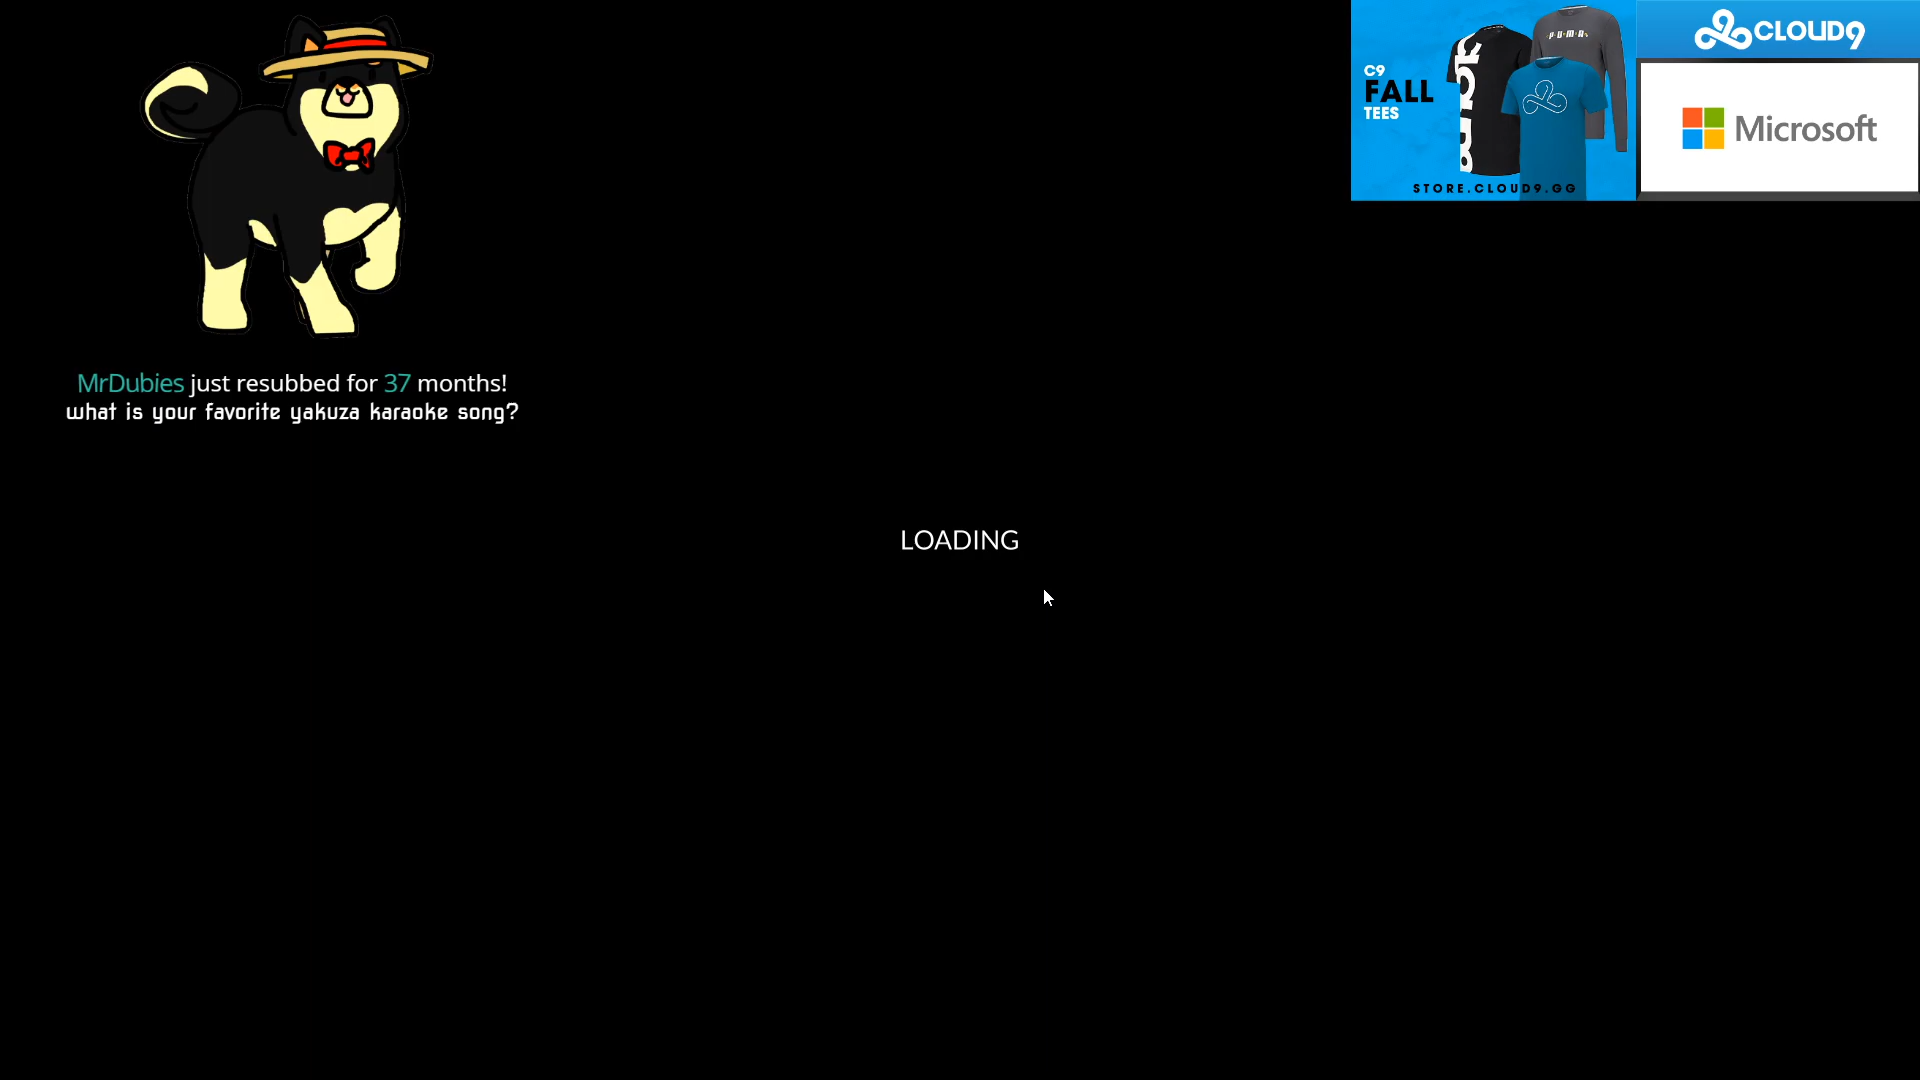 C9
FALL
TEES
PUMA
STORE.CLOUD9.GG
CLOUD9
Microsoft
MrDubies just resubbed for 37 months!
what is your favorite yakuza karaoke song?
LOADING